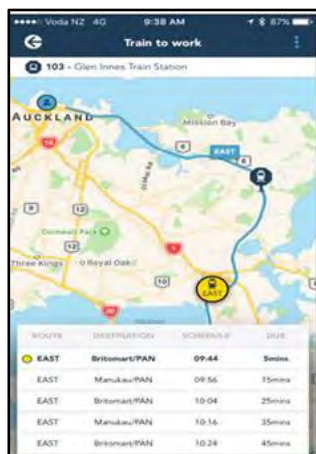 Voda NZ 4G 9:38 AM 87%
Train to work
103 - Glen Innes Train Station
AUCKLAND
Mission Bay
EAST
Cornwall Park
Three Kings
Royal Oak
EAST
ROUTE DESTINATION SCHEDULE DUE
EAST Britomart/PAN 09:44 5mins
EAST Manukau/PAN 09:56 15mins
EAST Britomart/PAN 10:04 25mins
EAST Manukau/PAN 10:16 35mins
EAST Britomart/PAN 10:24 45mins